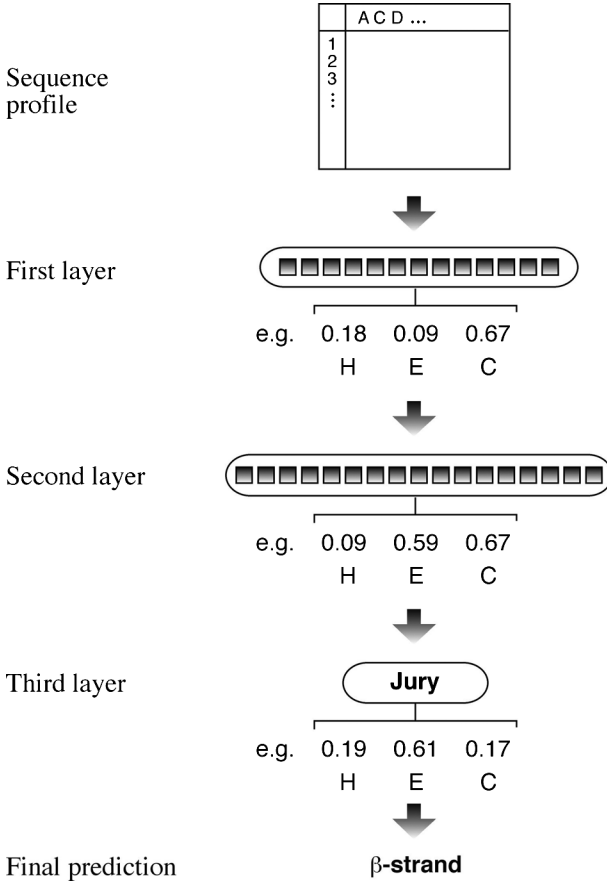 A C D ...
1
2
3
⋮
Sequence
profile
First layer
e.g. 0.18 0.09 0.67
H E C
Second layer
e.g. 0.09 0.59 0.67
H E C
Third layer
Jury
e.g. 0.19 0.61 0.17
H E C
Final prediction
β-strand